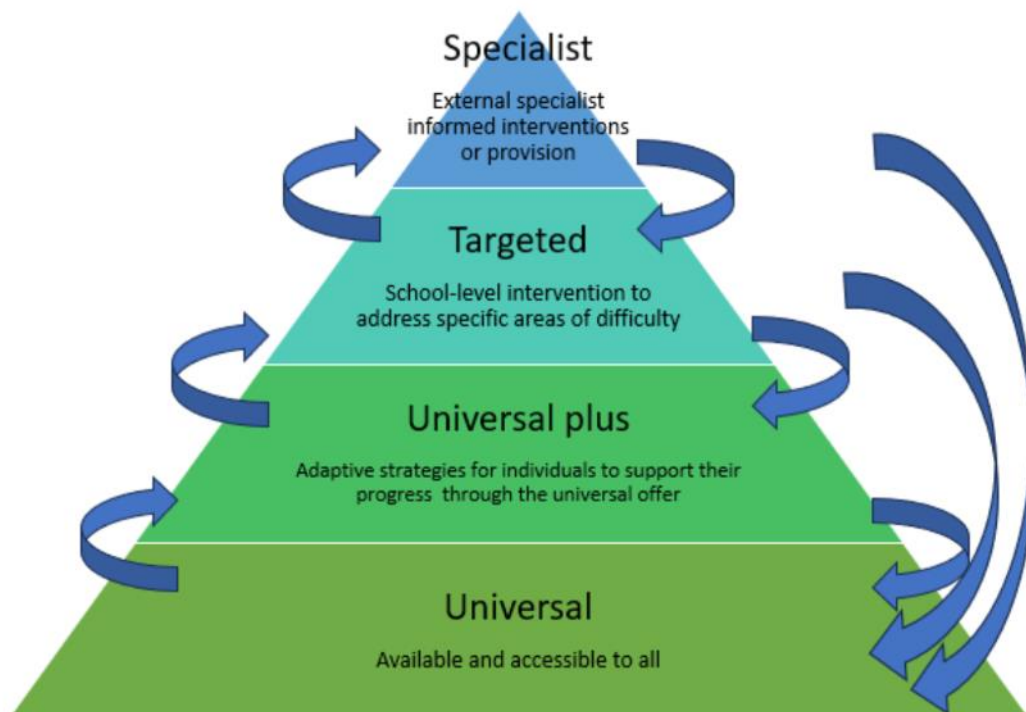 Specialist
External specialist
informed interventions
or provision
Targeted
School-level intervention to
address specific areas of difficulty
Universal plus
Adaptive strategies for individuals to support their
progress through the universal offer
Universal
Available and accessible to all